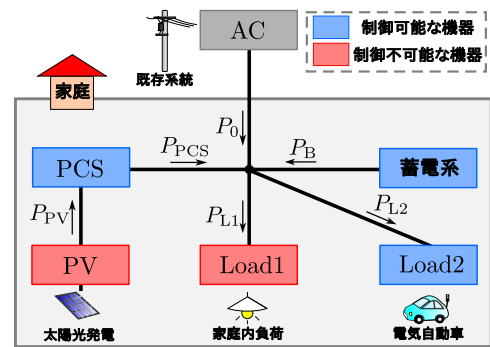 AC
制御可能な機器
制御不可能な機器
既存系統
家庭
P0
PPCS
PB
PCS
蓄電系
PPV
PL1
PL2
PV
Load1
Load2
太陽光発電
家庭内負荷
電気自動車